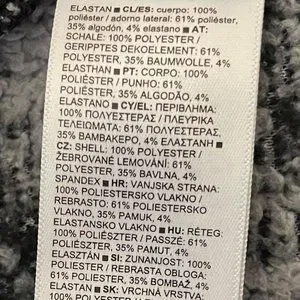 ELASTAN ■ CL/ES: cuerpo: 100%
poliéster / adorno lateral: 61% poliéster,
35% algodón, 4% elastano ■ AT:
SCHALE: 100% POLYESTER /
GERIPPTES DEKOELEMENT: 61%
POLYESTER, 35% BAUMWOLLE, 4%
ELASTHAN ■ PT: CORPO: 100%
POLIÉSTER / PUNHO: 61%
POLIÉSTER, 35% ALGODÃO, 4%
ELASTANO ■ CY/EL: ΠΕΡΙΒΛΗΜΑ:
100% ΠΟΛΥΕΣΤΕΡΑΣ / ΠΛΕΥΡΙΚΑ
ΤΕΛΕΙΩΜΑΤΑ: 61% ΠΟΛΥΕΣΤΕΡΑΣ,
35% ΒΑΜΒΑΚΕΡΟ, 4% ΕΛΑΣΤΑΝΗ ■
CZ: SHELL: 100% POLYESTER /
ŽEBROVANÉ LEMOVÁNÍ: 61%
POLYESTER, 35% BAVLNA, 4%
SPANDEX ■ HR: VANJSKA STRANA:
100% POLIESTERSKO VLAKNO /
REBRASTO: 61% POLIESTERSKO
VLAKNO, 35% PAMUK, 4%
ELASTANSKO VLAKNO ■ HU: RÉTEG:
100% POLIÉSZTER / PASSZÉ: 61%
POLIÉSZTER, 35% PAMUT, 4%
ELASZTÁN ■ SI: ZUNANJOST: 100%
POLIESTER / REBRASTA OBLOGA:
61% POLIESTER, 35% BOMBAŽ, 4%
ELASTAN ■ SK: VRCHNÁ VRSTVA: